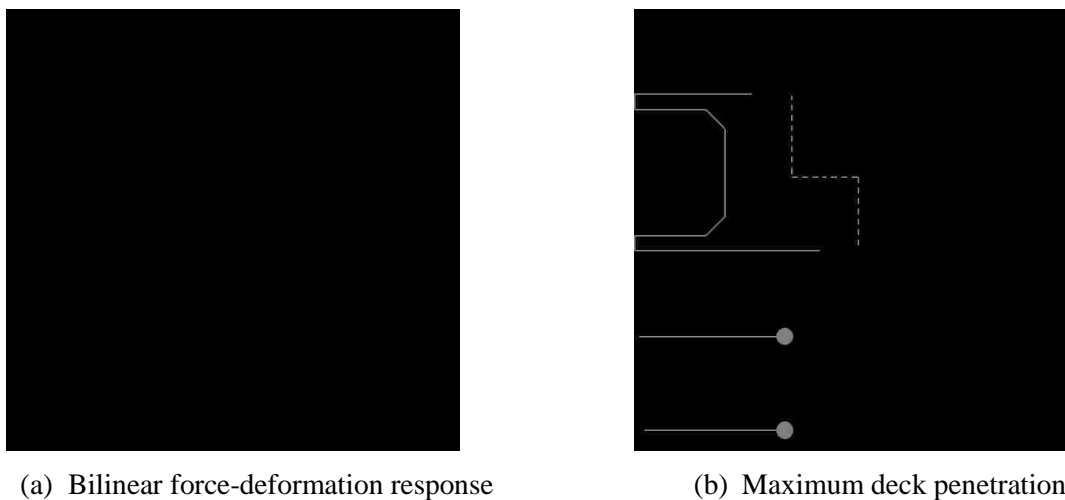 (a) Bilinear force-deformation response
(b) Maximum deck penetration